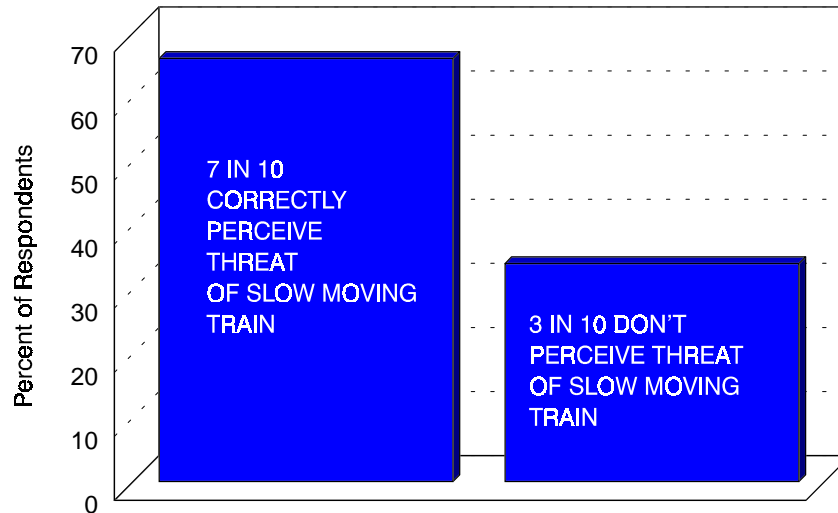 70
60
50
40
30
20
10
0
Percent of Respondents
7 IN 10
CORRECTLY
PERCEIVE
THREAT
OF SLOW MOVING
TRAIN
3 IN 10 DON'T
PERCEIVE THREAT
OF SLOW MOVING
TRAIN